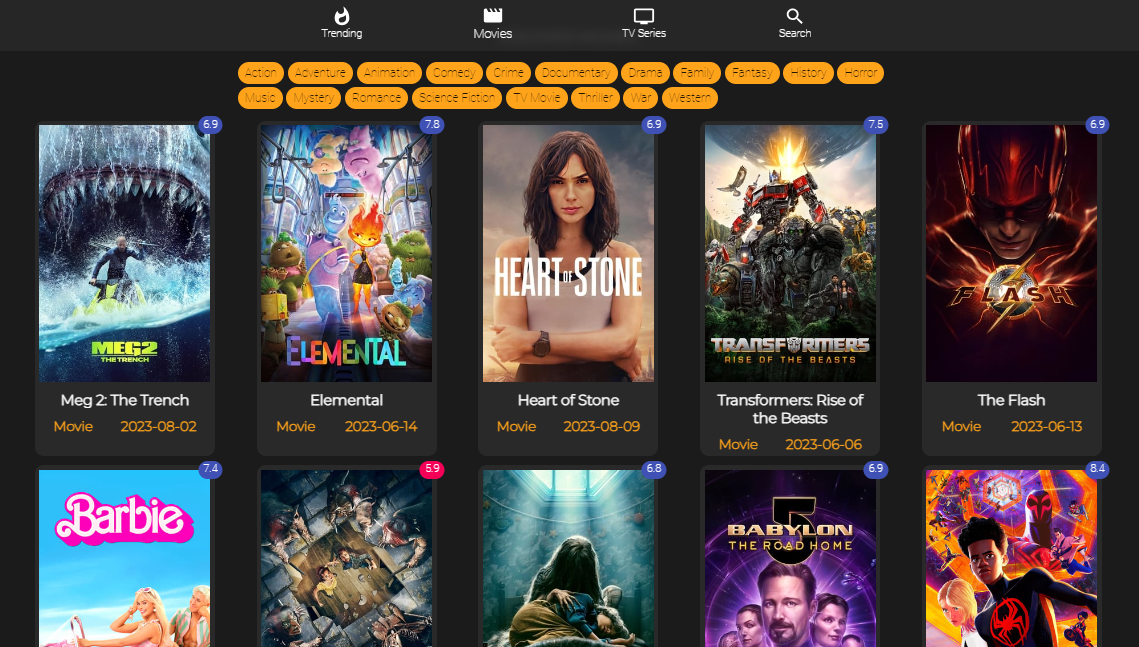 Trending
Movies
TV Series
Search
Action Adventure Animation Comedy Crime Documentary Drama Family Fantasy History Horror
Music Mystery Romance Science Fiction TV Movie Thriller War Western
6.9
7.8
6.9
7.5
6.9
MEG2
THE TRENCH
ELEMENTAL
HEART OF STONE
TRANSFORMERS
RISE OF THE BEASTS
FLASH
Meg 2: The Trench
Movie 2023-08-02
Elemental
Movie 2023-06-14
Heart of Stone
Movie 2023-08-09
Transformers: Rise of
the Beasts
Movie 2023-06-06
The Flash
Movie 2023-06-13
7.4
5.9
6.8
6.9
8.4
Barbie
5
BABYLON
THE ROAD HOME